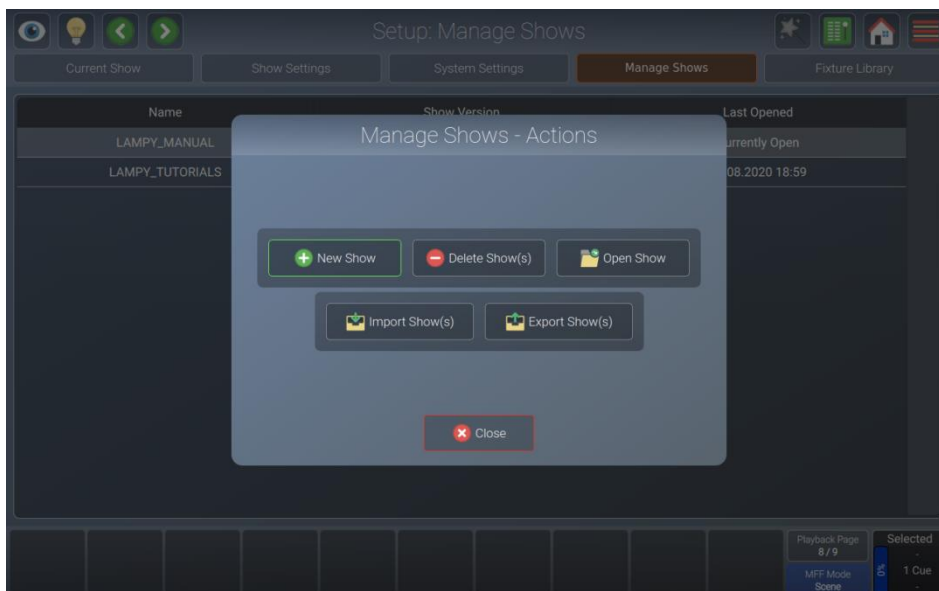 Setup: Manage Shows
Current Show
Show Settings
System Settings
Manage Shows
Fixture Library
Name
Show Version
Last Opened
LAMPY_MANUAL
urrently Open
LAMPY_TUTORIALS
08.2020 18:59
Manage Shows - Actions
New Show
Delete Show(s)
Open Show
Import Show(s)
Export Show(s)
Close
Playback Page
8 / 9
MFF Mode
Scene
0%
Selected
-
1 Cue
-